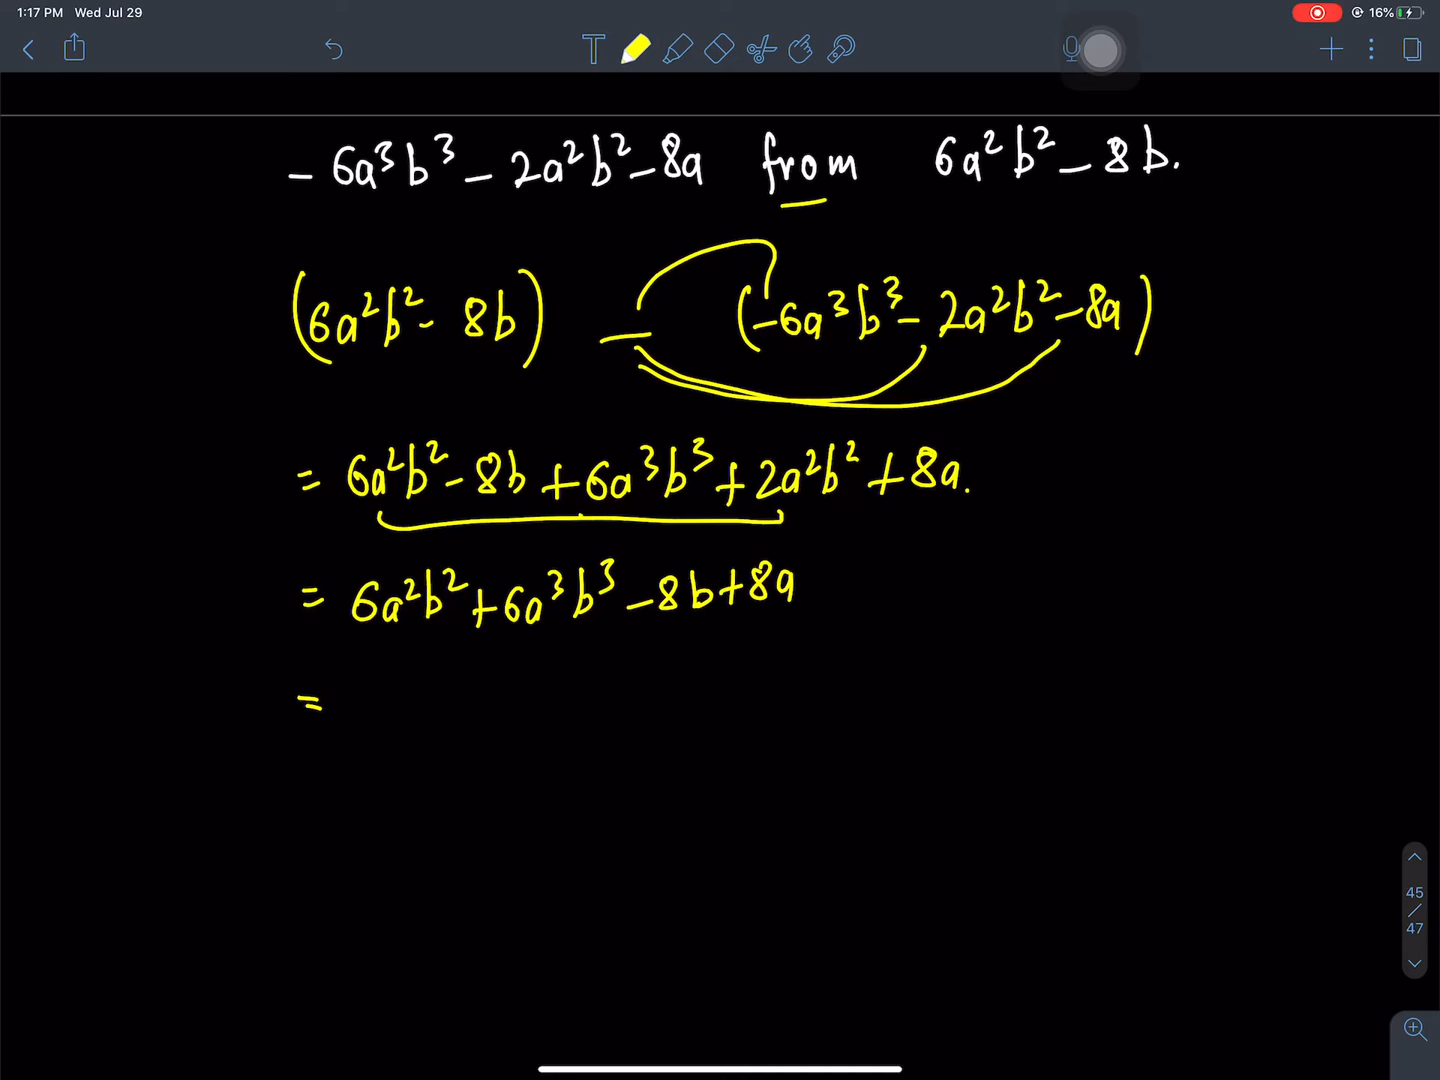 1:17 PM Wed Jul 29
16%
T
- 6a³b³ - 2a²b² - 8a from 6a²b² - 8b.
(6a²b² - 8b) - (-6a³b³ - 2a²b² - 8a)
= 6a²b² - 8b + 6a³b³ + 2a²b² + 8a.
= 6a²b² + 6a³b³ - 8b + 8a
=
45
/
47